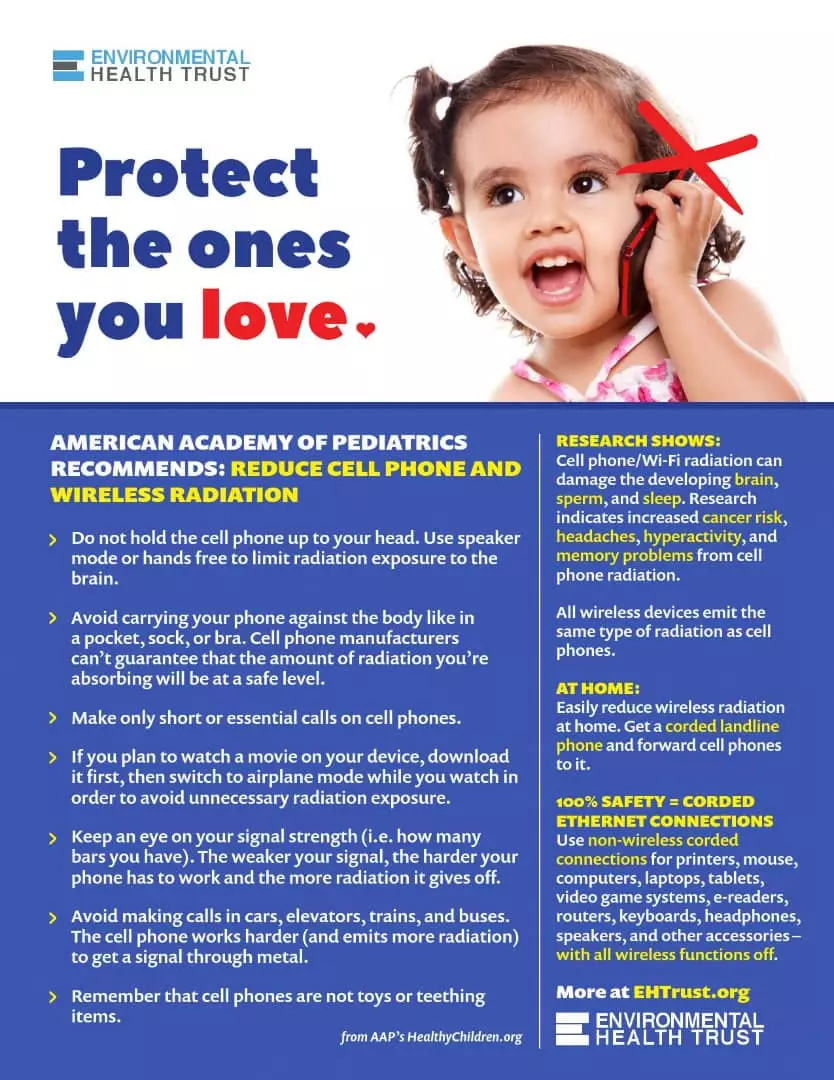 ENVIRONMENTAL
HEALTH TRUST
Protect
the ones
you love.
AMERICAN ACADEMY OF PEDIATRICS
RECOMMENDS: REDUCE CELL PHONE AND
WIRELESS RADIATION
Do not hold the cell phone up to your head. Use speaker
mode or hands free to limit radiation exposure to the
brain.
Avoid carrying your phone against the body like in
a pocket, sock, or bra. Cell phone manufacturers
can't guarantee that the amount of radiation you're
absorbing will be at a safe level.
Make only short or essential calls on cell phones.
If you plan to watch a movie on your device, download
it first, then switch to airplane mode while you watch in
order to avoid unnecessary radiation exposure.
Keep an eye on your signal strength (i.e. how many
bars you have). The weaker your signal, the harder your
phone has to work and the more radiation it gives off.
Avoid making calls in cars, elevators, trains, and buses.
The cell phone works harder (and emits more radiation)
to get a signal through metal.
Remember that cell phones are not toys or teething
items.
from AAP's HealthyChildren.org
RESEARCH SHOWS:
Cell phone/Wi-Fi radiation can
damage the developing brain,
sperm, and sleep. Research
indicates increased cancer risk,
headaches, hyperactivity, and
memory problems from cell
phone radiation.
All wireless devices emit the
same type of radiation as cell
phones.
AT HOME:
Easily reduce wireless radiation
at home. Get a corded landline
phone and forward cell phones
to it.
100% SAFETY = CORDED
ETHERNET CONNECTIONS
Use non-wireless corded
connections for printers, mouse,
computers, laptops, tablets,
video game systems, e-readers,
routers, keyboards, headphones,
speakers, and other accessories –
with all wireless functions off.
More at EHTrust.org
ENVIRONMENTAL
HEALTH TRUST